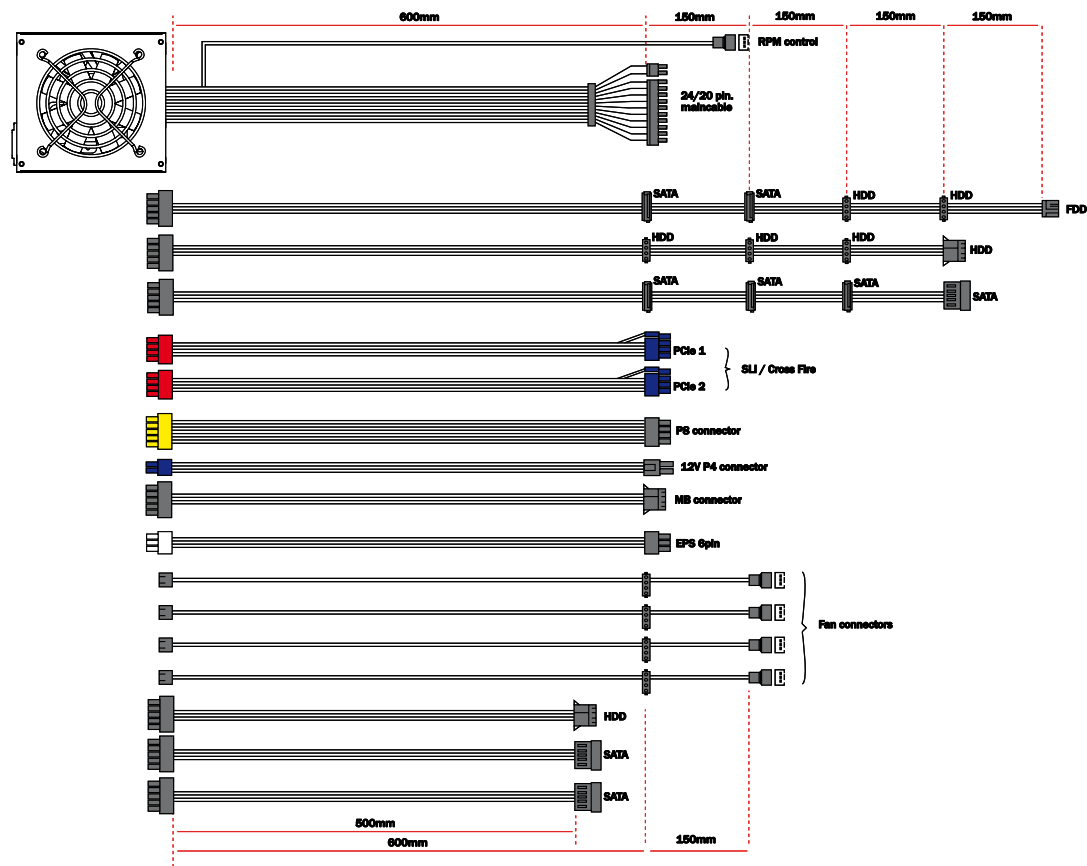 600mm 150mm 150mm 150mm 150mm
RPM control
24/20 pin.
maincable
SATA SATA HDD HDD FDD
HDD HDD HDD HDD
SATA SATA SATA SATA
PCIe 1
SLI / Cross Fire
PCIe 2
P8 connector
12V P4 connector
MB connector
EPS 6pin
Fan connectors
HDD
SATA
SATA
500mm
600mm 150mm